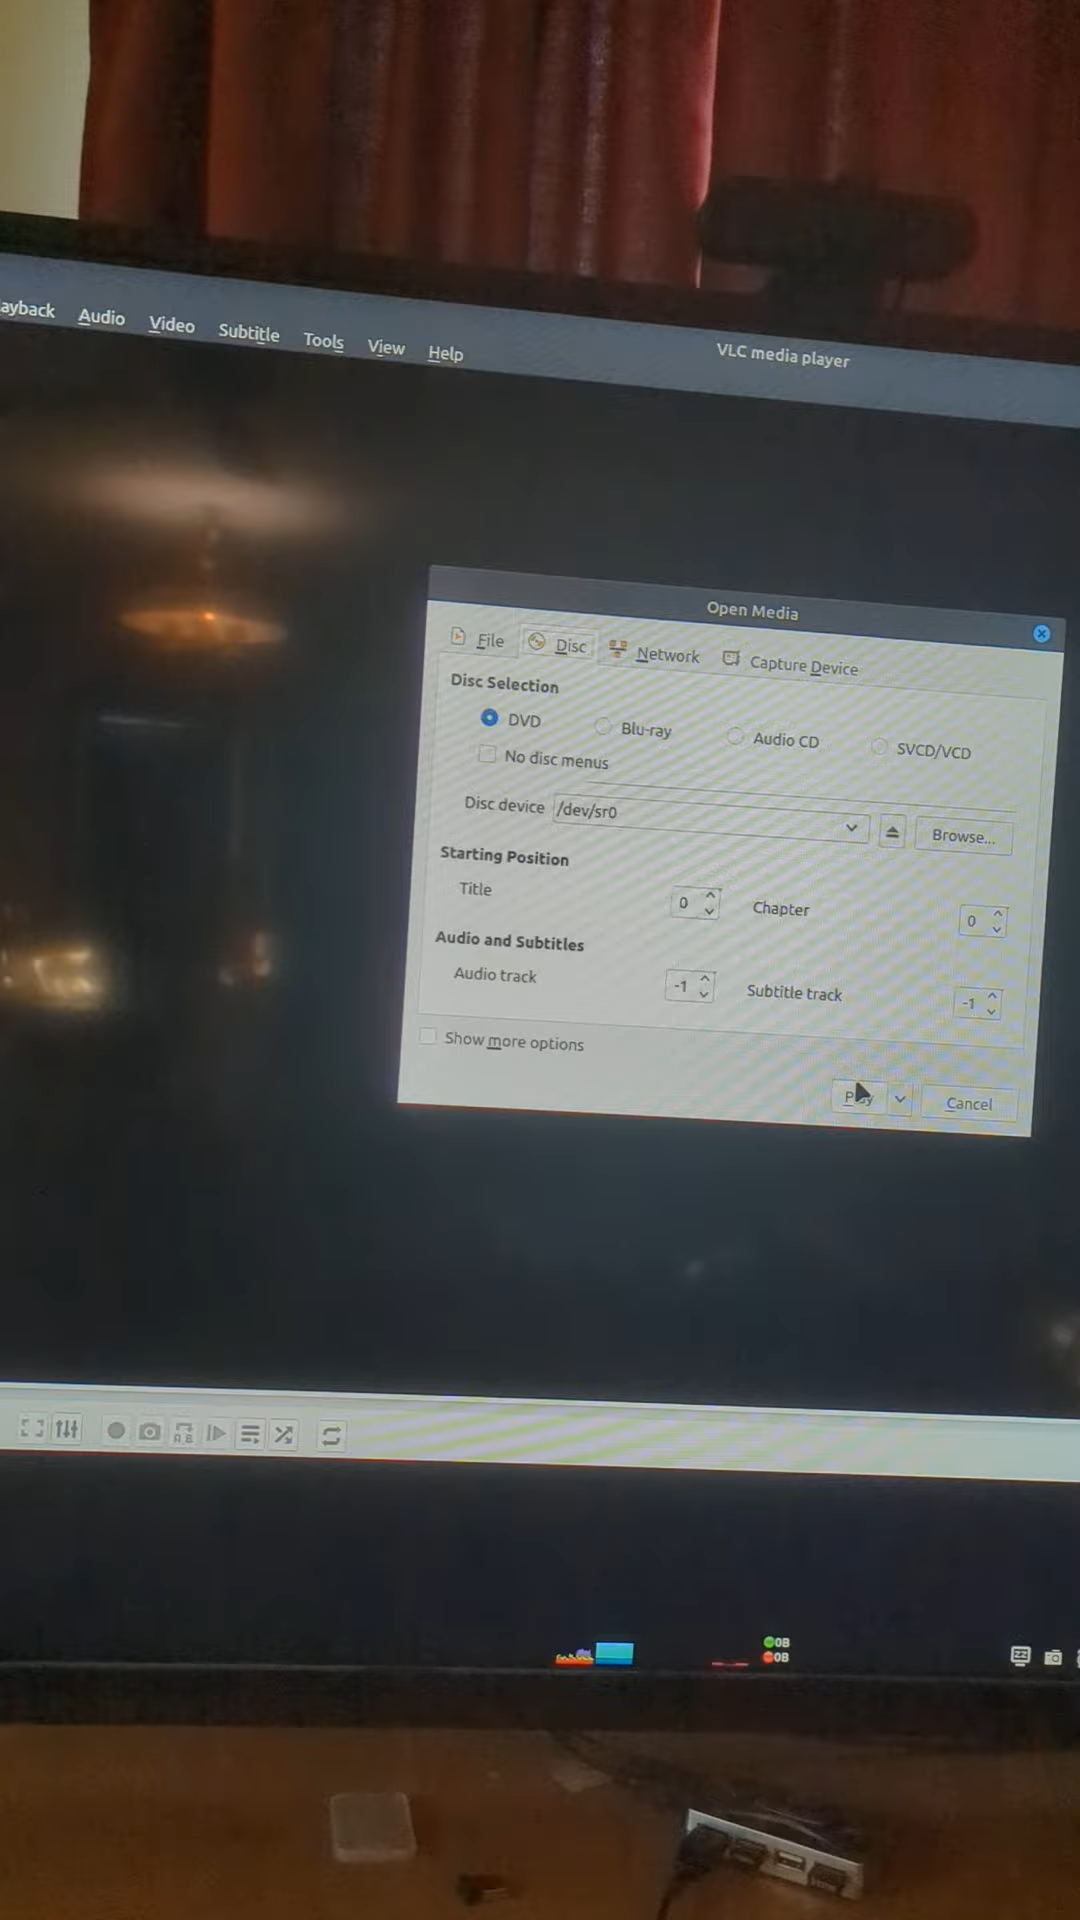 Audio Video Subtitle Tools View Help
VLC media player
Open Media
File Disc Network Capture Device
Disc Selection
DVD Blu-ray Audio CD SVCD/VCD
No disc menus
Disc device /dev/sr0 Browse...
Starting Position
Title 0 Chapter 0
Audio and Subtitles
Audio track -1 Subtitle track -1
Show more options
Cancel
0B
0B